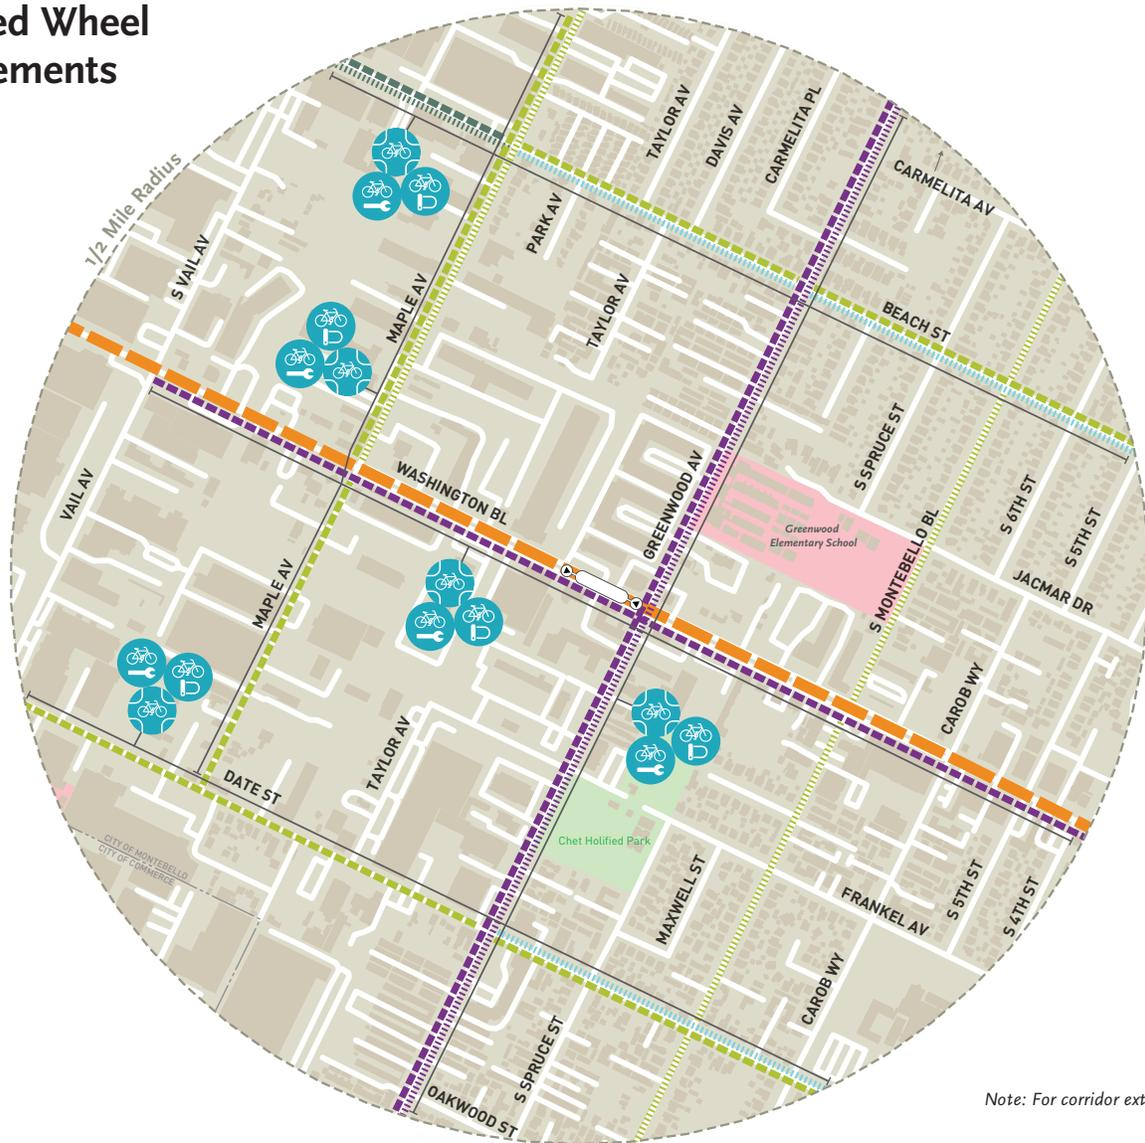 ed Wheel
ements
1/2 Mile Radius
TAYLOR AV
DAVIS AV
CARMELITA PL
CARMELITA AV
S VAIL AV
PARK AV
MAPLE AV
TAYLOR AV
BEACH ST
S SPRUCE ST
WASHINGTON BL
VAIL AV
GREENWOOD AV
Greenwood
Elementary School
S 6TH ST
S 5TH ST
S MONTEBELLO BL
JACMAR DR
MAPLE AV
CAROB WY
TAYLOR AV
DATE ST
Chet Holified Park
CITY OF MONTEBELLO
CITY OF COMMERCE
MAXWELL ST
FRANKEL AV
S 5TH ST
S 4TH ST
CAROB WY
S SPRUCE ST
OAKWOOD ST
Note: For corridor ext